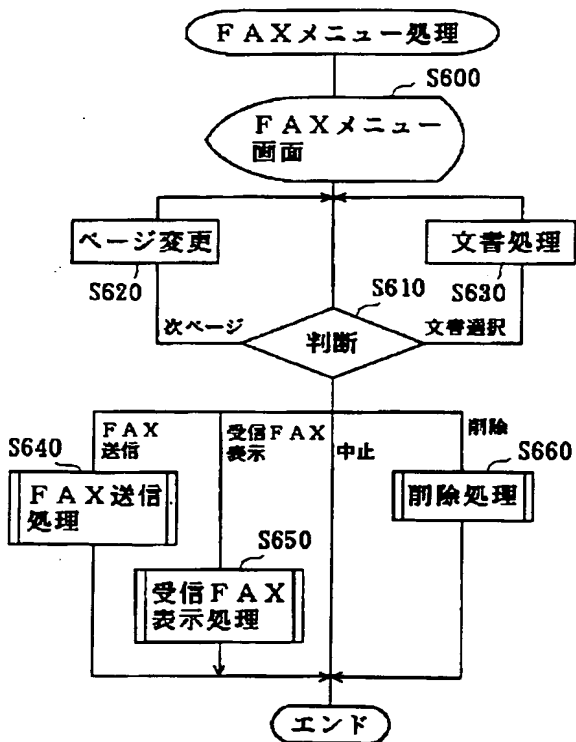 FAXメニュー処理
S600
FAXメニュー
画面
ページ変更
文書処理
S620
S610
S630
次ページ
判断
文書選択
FAX
送信
受信FAX
表示
中止
削除
S640
S660
FAX送信
処理
削除処理
S650
受信FAX
表示処理
エンド